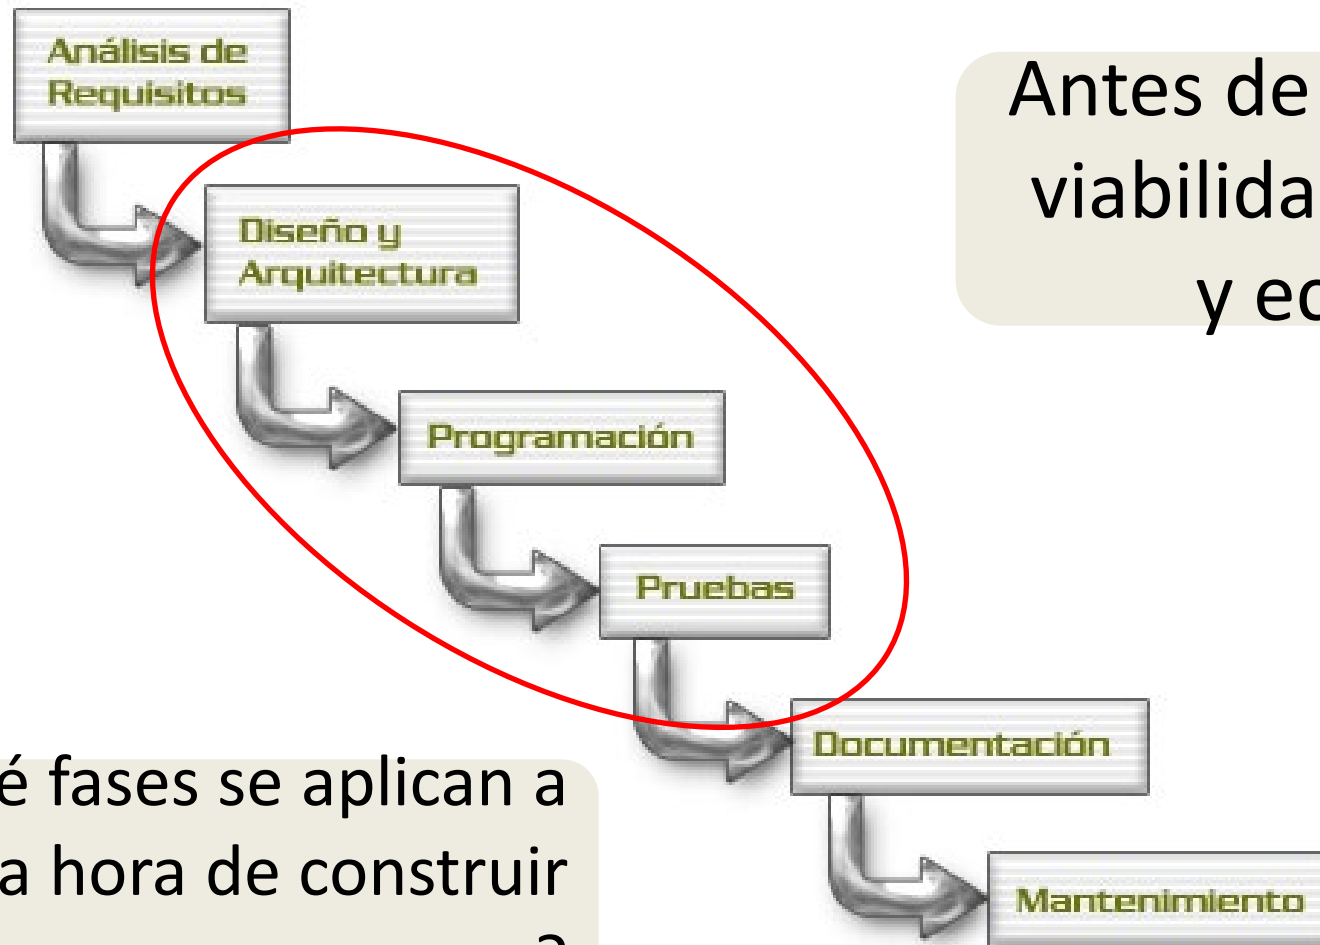 Análisis de
Requisitos
Antes de
viabilida
y ec
Diseño y
Arquitectura
Programación
Pruebas
Documentación
é fases se aplican a
a hora de construir
?
Mantenimiento